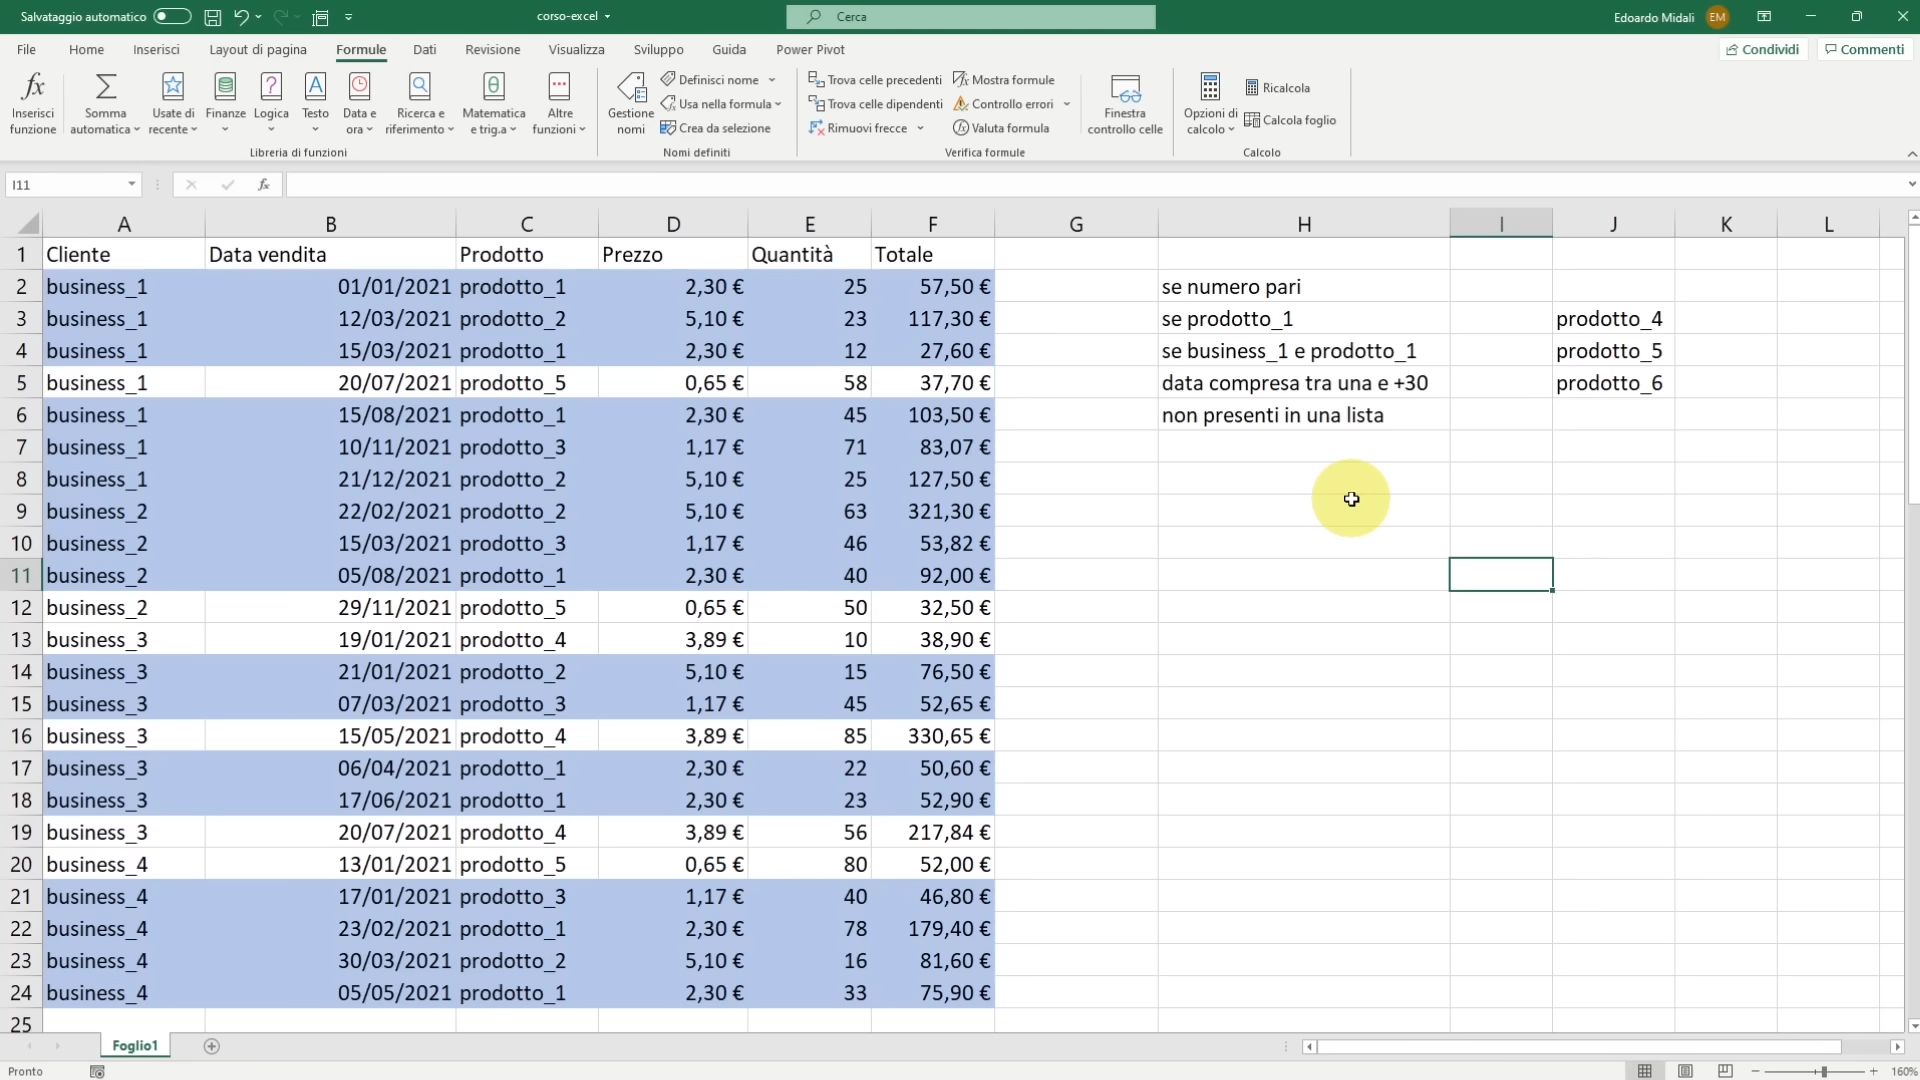 Salvataggio automatico
corso-excel
Cerca
Edoardo Midali
EM
File Home Inserisci Layout di pagina Formule Dati Revisione Visualizza Sviluppo Guida Power Pivot
Condividi Commenti
fx Inserisci funzione
Somma automatica
Usate di recente
Finanze
Logica
Testo
Data e ora
Ricerca e riferimento
Matematica e trig.a
Altre funzioni
Libreria di funzioni
Gestione nomi
Definisci nome
Usa nella formula
Crea da selezione
Nomi definiti
Trova celle precedenti
Trova celle dipendenti
Rimuovi frecce
Mostra formule
Controllo errori
Valuta formula
Verifica formule
Finestra controllo celle
Opzioni di calcolo
Ricalcola
Calcola foglio
Calcolo
I11 fx
A B C D E F G H I J K L
1 Cliente Data vendita Prodotto Prezzo Quantità Totale
2 business_1 01/01/2021 prodotto_1 2,30 € 25 57,50 € se numero pari
3 business_1 12/03/2021 prodotto_2 5,10 € 23 117,30 € se prodotto_1 prodotto_4
4 business_1 15/03/2021 prodotto_1 2,30 € 12 27,60 € se business_1 e prodotto_1 prodotto_5
5 business_1 20/07/2021 prodotto_5 0,65 € 58 37,70 € data compresa tra una e +30 prodotto_6
6 business_1 15/08/2021 prodotto_1 2,30 € 45 103,50 € non presenti in una lista
7 business_1 10/11/2021 prodotto_3 1,17 € 71 83,07 €
8 business_1 21/12/2021 prodotto_2 5,10 € 25 127,50 €
9 business_2 22/02/2021 prodotto_2 5,10 € 63 321,30 €
10 business_2 15/03/2021 prodotto_3 1,17 € 46 53,82 €
11 business_2 05/08/2021 prodotto_1 2,30 € 40 92,00 €
12 business_2 29/11/2021 prodotto_5 0,65 € 50 32,50 €
13 business_3 19/01/2021 prodotto_4 3,89 € 10 38,90 €
14 business_3 21/01/2021 prodotto_2 5,10 € 15 76,50 €
15 business_3 07/03/2021 prodotto_3 1,17 € 45 52,65 €
16 business_3 15/05/2021 prodotto_4 3,89 € 85 330,65 €
17 business_3 06/04/2021 prodotto_1 2,30 € 22 50,60 €
18 business_3 17/06/2021 prodotto_1 2,30 € 23 52,90 €
19 business_3 20/07/2021 prodotto_4 3,89 € 56 217,84 €
20 business_4 13/01/2021 prodotto_5 0,65 € 80 52,00 €
21 business_4 17/01/2021 prodotto_3 1,17 € 40 46,80 €
22 business_4 23/02/2021 prodotto_1 2,30 € 78 179,40 €
23 business_4 30/03/2021 prodotto_2 5,10 € 16 81,60 €
24 business_4 05/05/2021 prodotto_1 2,30 € 33 75,90 €
25
Foglio1
Pronto
160%